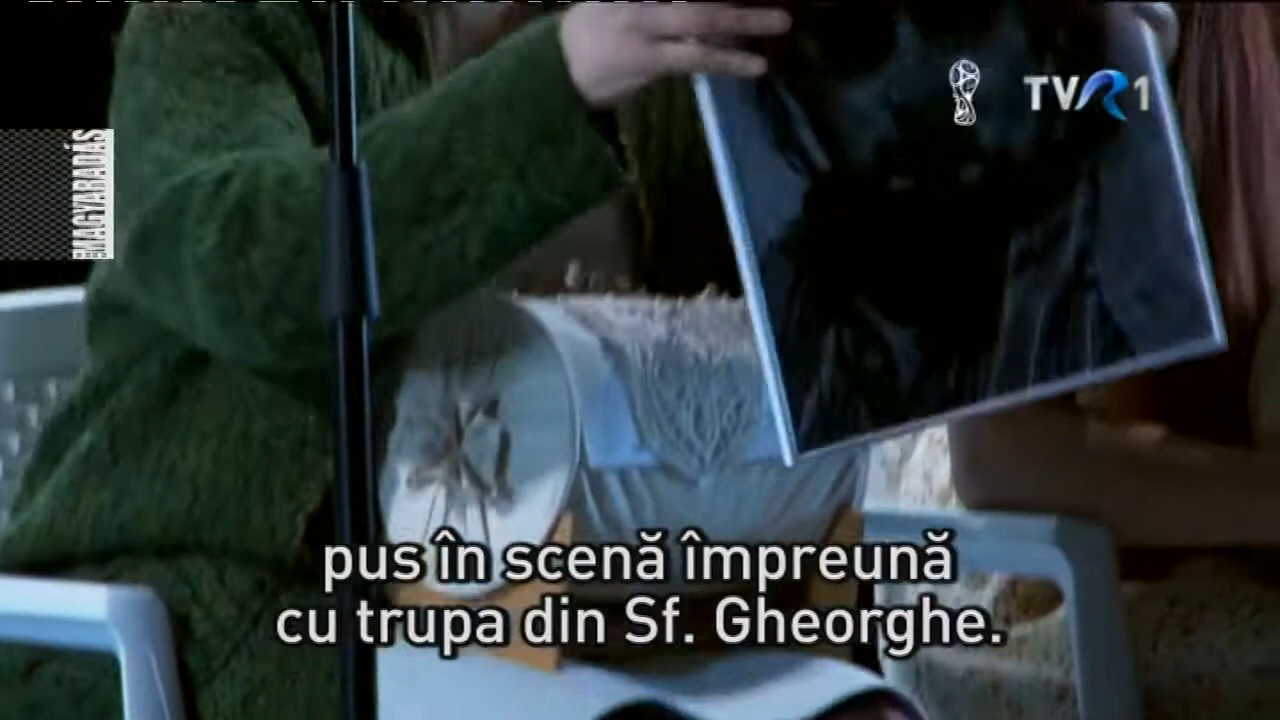 TVR1
MAGYARADÁS
pus în scenă împreună
cu trupa din Sf. Gheorghe.